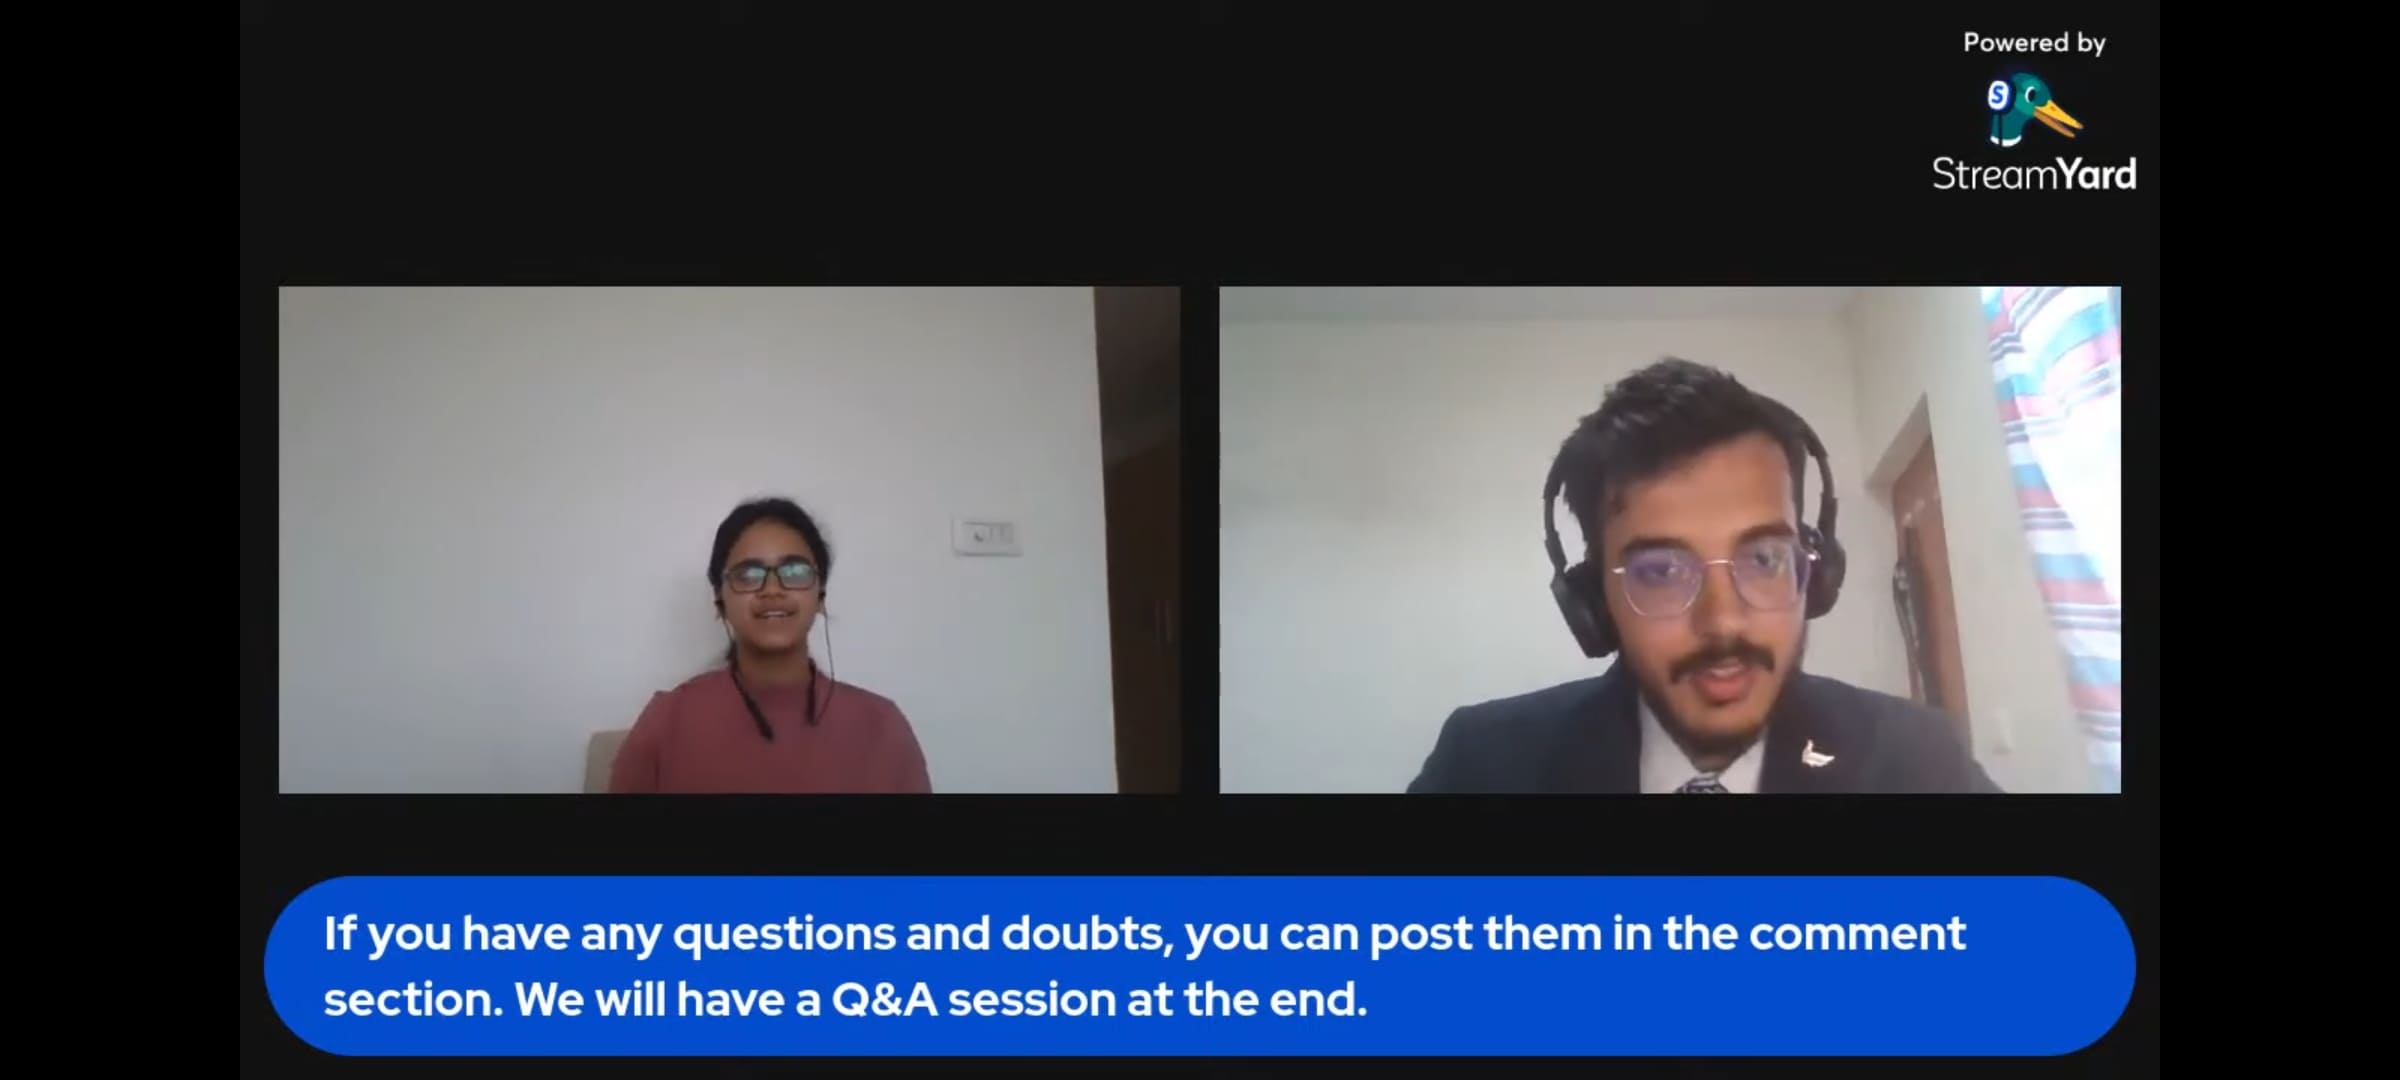 Powered by
S
StreamYard
If you have any questions and doubts, you can post them in the comment
section. We will have a Q&A session at the end.